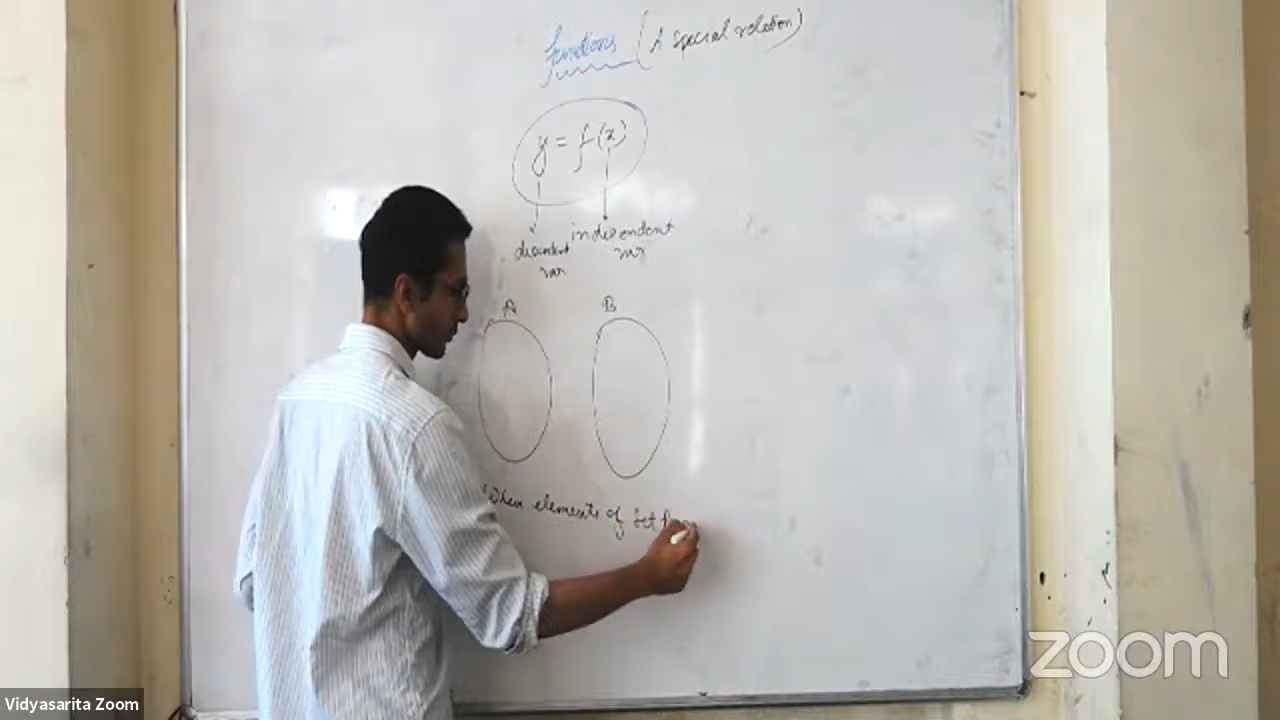 functions (A special relation)
y = f(x)
dependent var
independent var
A B
When elements of Set A
zoom
Vidyasarita Zoom